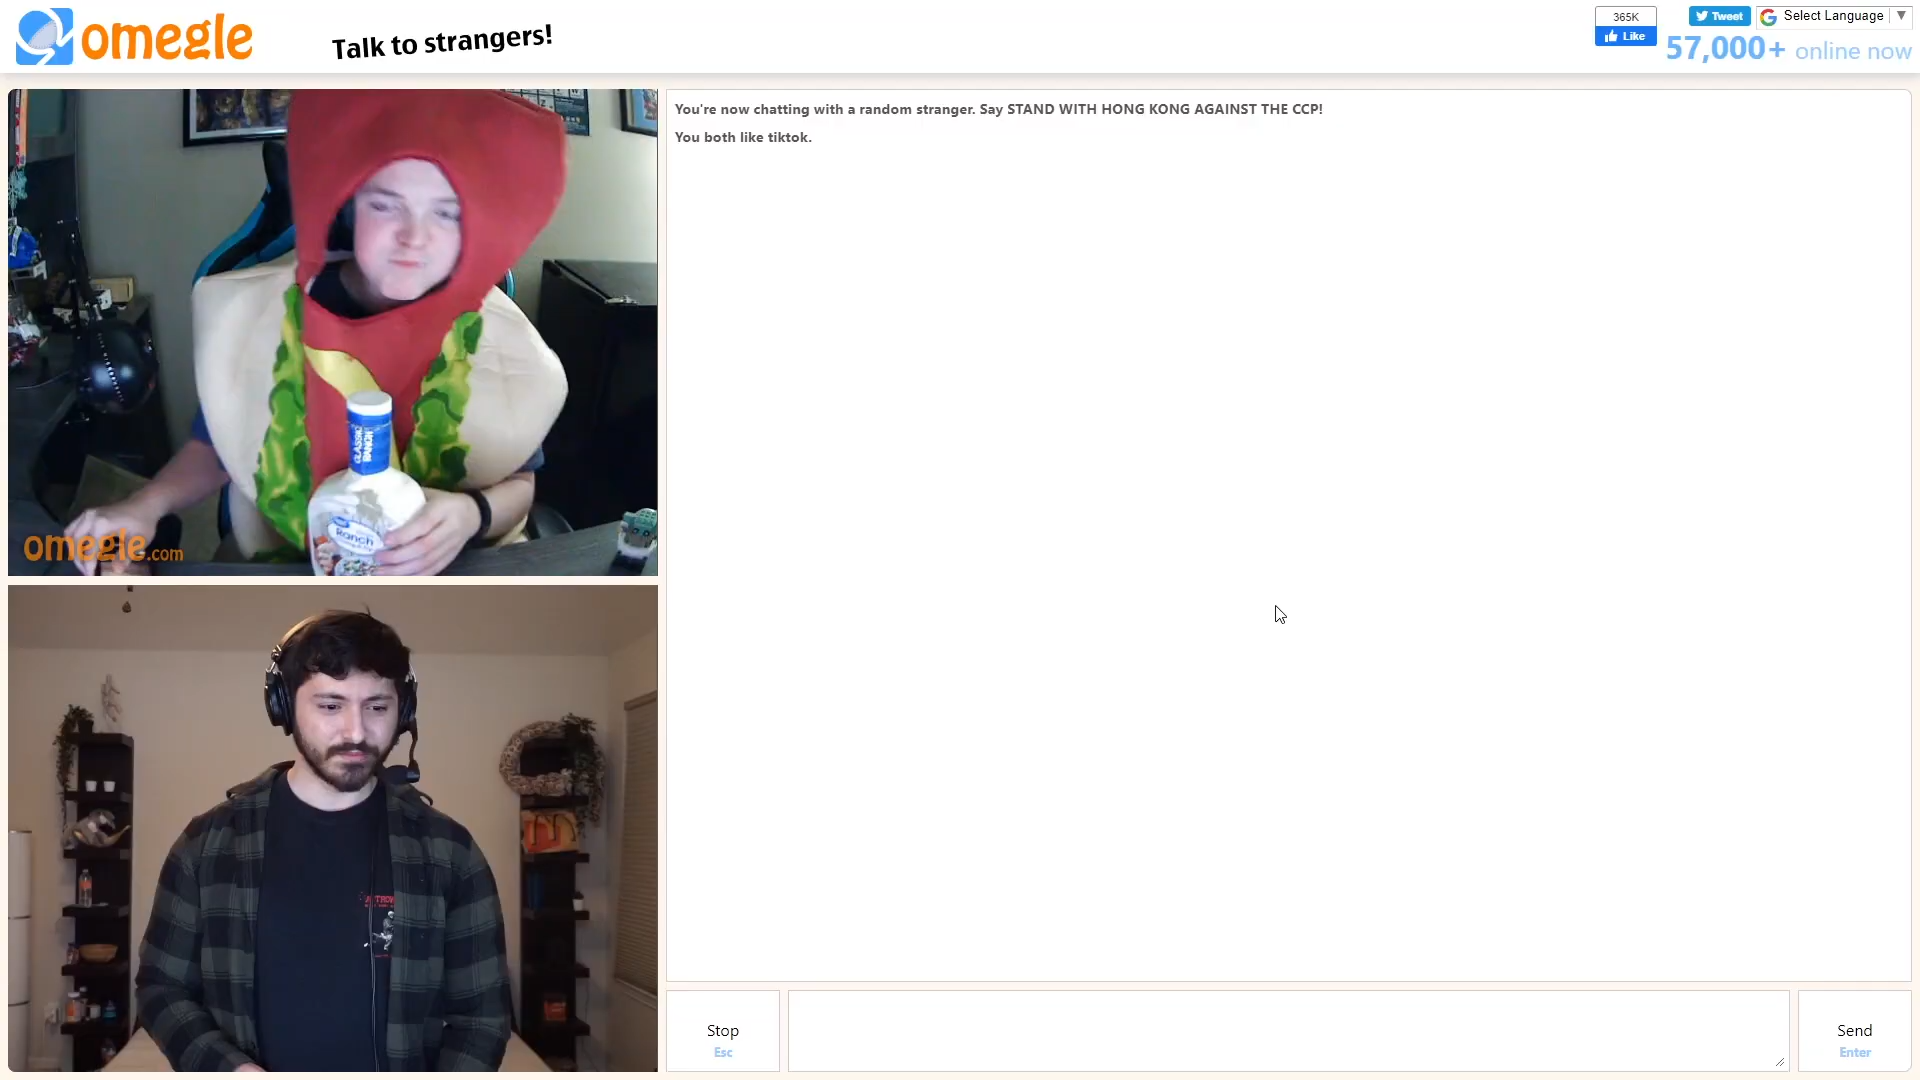 omegle
Talk to strangers!
365K
Like
Tweet
Select Language
57,000+ online now
You're now chatting with a random stranger. Say STAND WITH HONG KONG AGAINST THE CCP!
You both like tiktok.
CLASSIC
RANCH
Ranch
omegle.com
Stop
Esc
Send
Enter